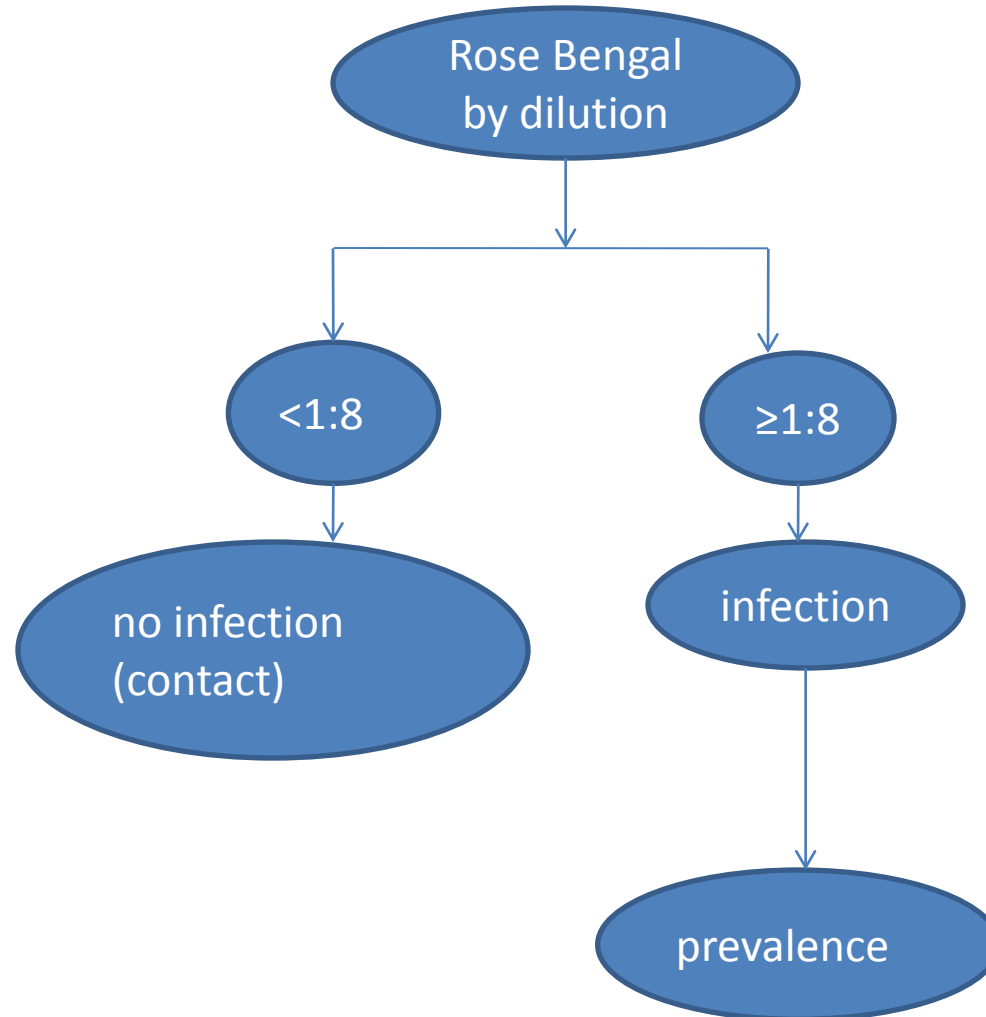 Rose Bengal
by dilution
<1:8
≥1:8
no infection
(contact)
infection
prevalence